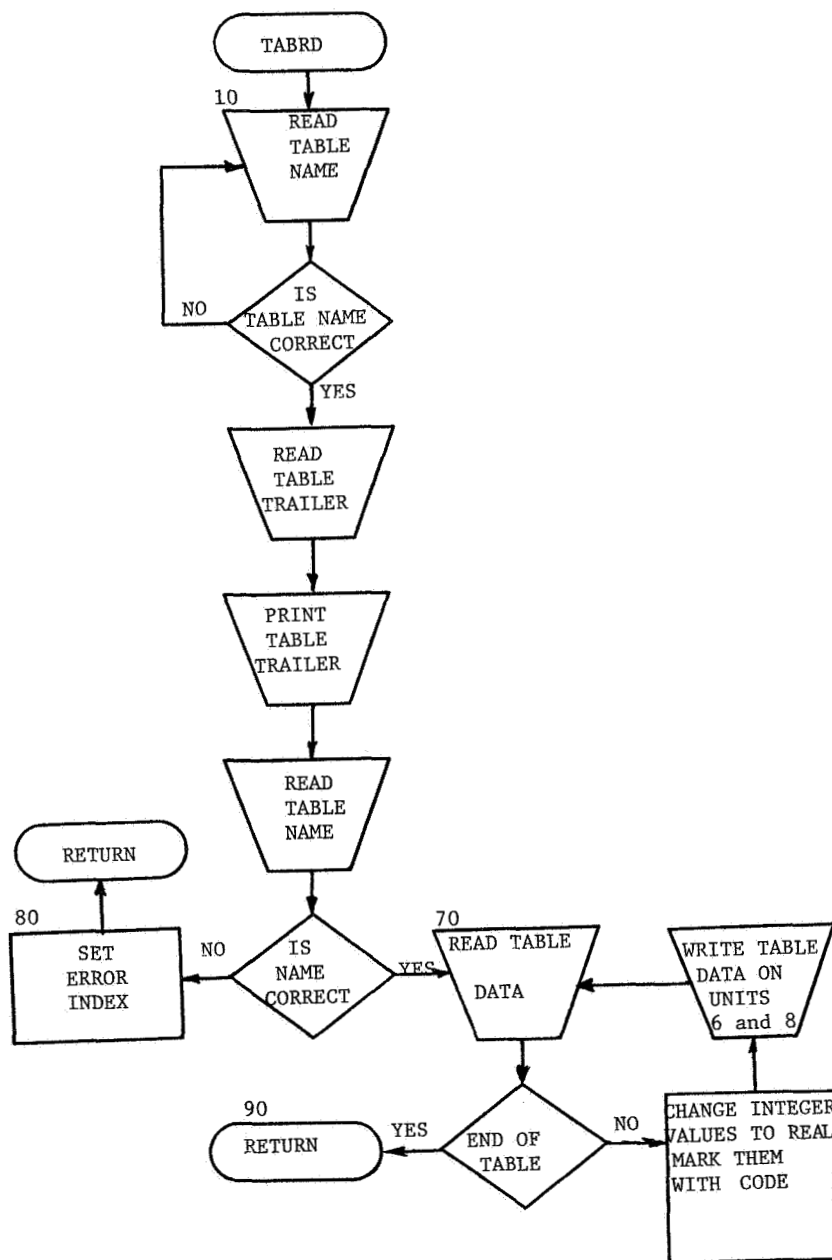 TABRD
10
READ
TABLE
NAME
IS
TABLE NAME
CORRECT
NO
YES
READ
TABLE
TRAILER
PRINT
TABLE
TRAILER
READ
TABLE
NAME
RETURN
80
SET
ERROR
INDEX
NO
IS
NAME
CORRECT
YES
70
READ TABLE
DATA
WRITE TABLE
DATA ON
UNITS
6 and 8
90
RETURN
YES
END OF
TABLE
NO
CHANGE INTEGER
VALUES TO REAL
MARK THEM
WITH CODE